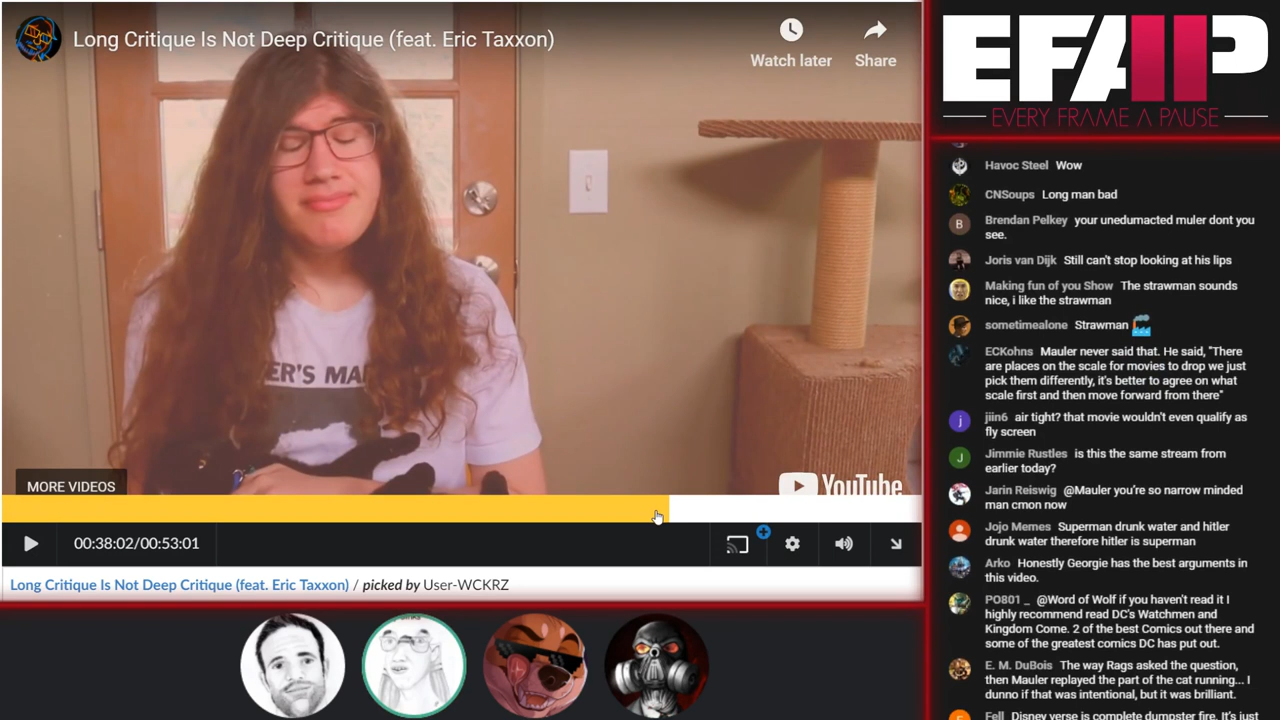 Long Critique Is Not Deep Critique (feat. Eric Taxxon)
Watch later
Share
ER'S MA
MORE VIDEOS
YouTube
00:38:02/00:53:01
Long Critique Is Not Deep Critique (feat. Eric Taxxon) / picked by User-WCKRZ
EFAP
EVERY FRAME A PAUSE
Havoc Steel Wow
CNSoups Long man bad
Brendan Pelkey your unedumacted muler dont you
see.
Joris van Dijk Still can't stop looking at his lips
Making fun of you Show The strawman sounds
nice, i like the strawman
sometimealone Strawman
ECKohns Mauler never said that. He said, "There
are places on the scale for movies to drop we just
pick them differently, it's better to agree on what
scale first and then move forward from there"
j
jiin6 air tight? that movie wouldn't even qualify as
fly screen
J
Jimmie Rustles is this the same stream from
earlier today?
Jarin Reiswig @Mauler you're so narrow minded
man cmon now
Jojo Memes Superman drunk water and hitler
drunk water therefore hitler is superman
Arko Honestly Georgie has the best arguments in
this video.
PO801 _ @Word of Wolf if you haven't read it I
highly recommend read DC's Watchmen and
Kingdom Come. 2 of the best Comics out there and
some of the greatest comics DC has put out.
E. M. DuBois The way Rags asked the question,
then Mauler replayed the part of the cat running... I
dunno if that was intentional, but it was brilliant.
Fell Disney verse is complete dumpster fire. It's just